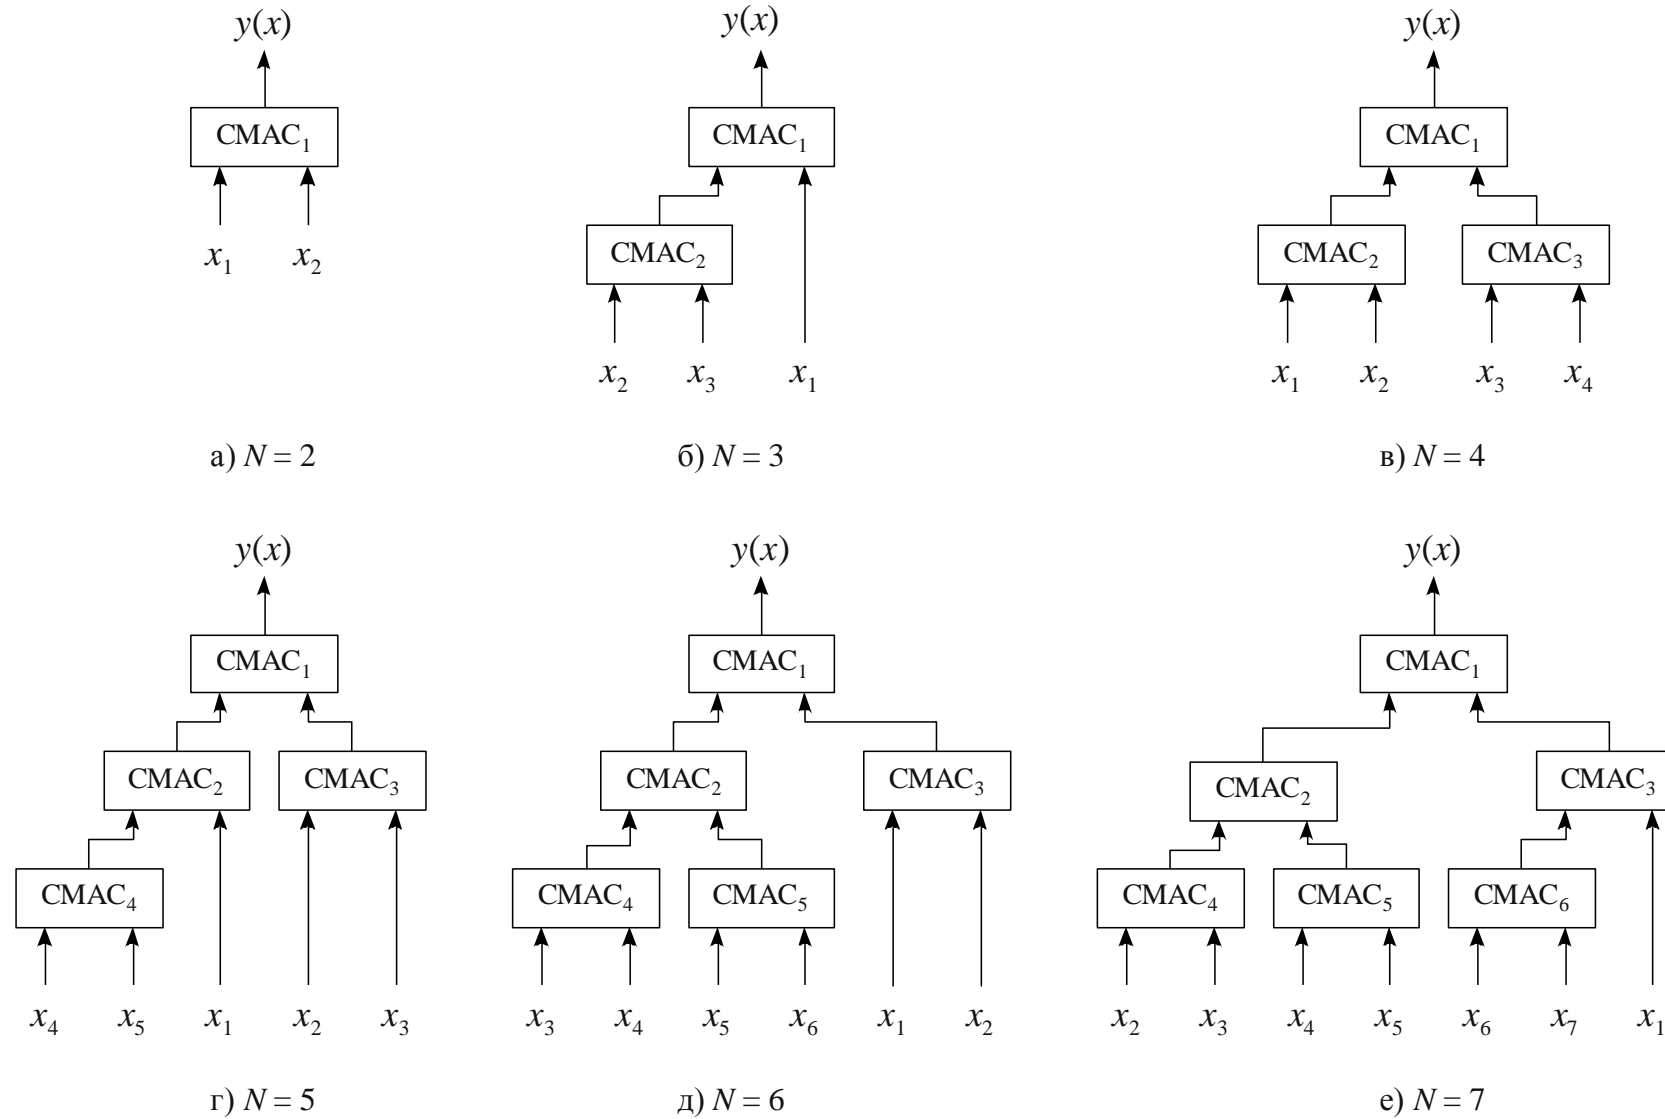 y(x) y(x) y(x)
CMAC₁ CMAC₁ CMAC₁
CMAC₂ CMAC₂ CMAC₃
x₁ x₂
x₂ x₃ x₁ x₁ x₂ x₃ x₄
а) N = 2 б) N = 3 в) N = 4
y(x) y(x) y(x)
CMAC₁ CMAC₁ CMAC₁
CMAC₂ CMAC₃ CMAC₂ CMAC₃ CMAC₂ CMAC₃
CMAC₄ CMAC₄ CMAC₅ CMAC₄ CMAC₅ CMAC₆
x₄ x₅ x₁ x₂ x₃ x₃ x₄ x₅ x₆ x₁ x₂ x₂ x₃ x₄ x₅ x₆ x₇ x₁
г) N = 5 д) N = 6 е) N = 7